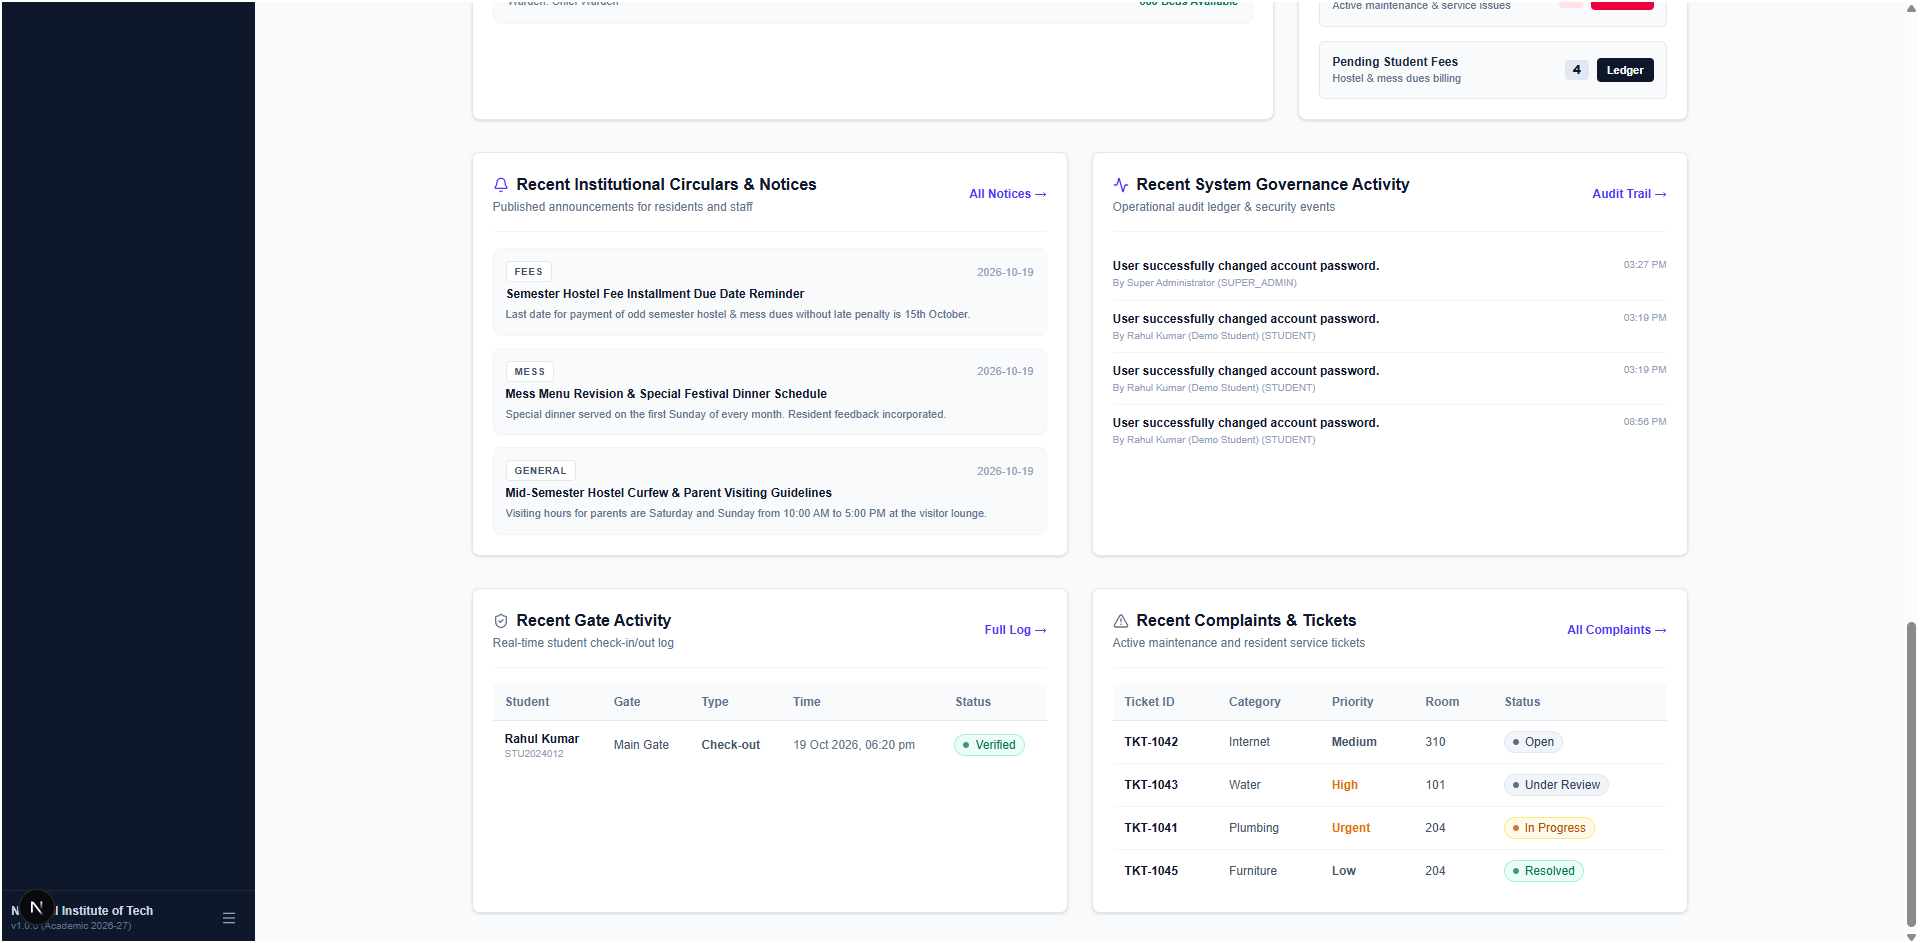 Warden: Chief Warden
600 Beds Available
Active maintenance & service issues
Pending Student Fees
Hostel & mess dues billing
4
Ledger
Recent Institutional Circulars & Notices
Published announcements for residents and staff
All Notices →
FEES
2026-10-19
Semester Hostel Fee Installment Due Date Reminder
Last date for payment of odd semester hostel & mess dues without late penalty is 15th October.
MESS
2026-10-19
Mess Menu Revision & Special Festival Dinner Schedule
Special dinner served on the first Sunday of every month. Resident feedback incorporated.
GENERAL
2026-10-19
Mid-Semester Hostel Curfew & Parent Visiting Guidelines
Visiting hours for parents are Saturday and Sunday from 10:00 AM to 5:00 PM at the visitor lounge.
Recent System Governance Activity
Operational audit ledger & security events
Audit Trail →
User successfully changed account password.
03:27 PM
By Super Administrator (SUPER_ADMIN)
User successfully changed account password.
03:19 PM
By Rahul Kumar (Demo Student) (STUDENT)
User successfully changed account password.
03:19 PM
By Rahul Kumar (Demo Student) (STUDENT)
User successfully changed account password.
08:56 PM
By Rahul Kumar (Demo Student) (STUDENT)
Recent Gate Activity
Real-time student check-in/out log
Full Log →
Student Gate Type Time Status
Rahul Kumar Main Gate Check-out 19 Oct 2026, 06:20 pm Verified
STU2024012
Recent Complaints & Tickets
Active maintenance and resident service tickets
All Complaints →
Ticket ID Category Priority Room Status
TKT-1042 Internet Medium 310 Open
TKT-1043 Water High 101 Under Review
TKT-1041 Plumbing Urgent 204 In Progress
TKT-1045 Furniture Low 204 Resolved
N
Institute of Tech
v1.0.0 (Academic 2026-27)